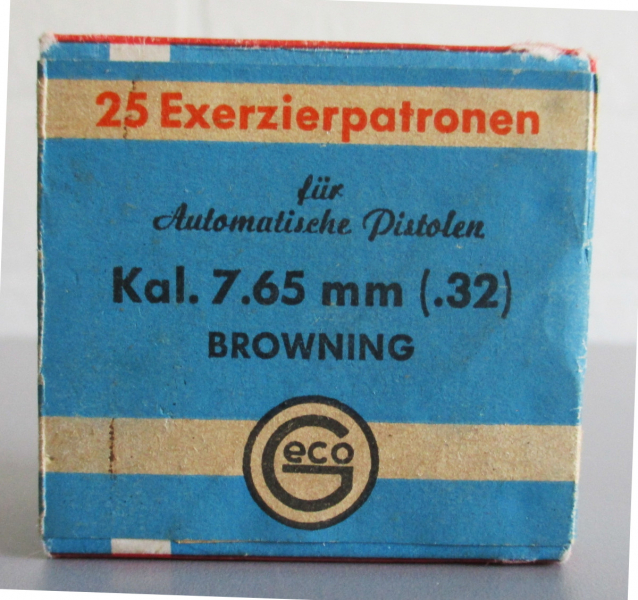 25 Exerzierpatronen
für
Automatische Pistolen
Kal. 7.65 mm (.32)
BROWNING
Geco